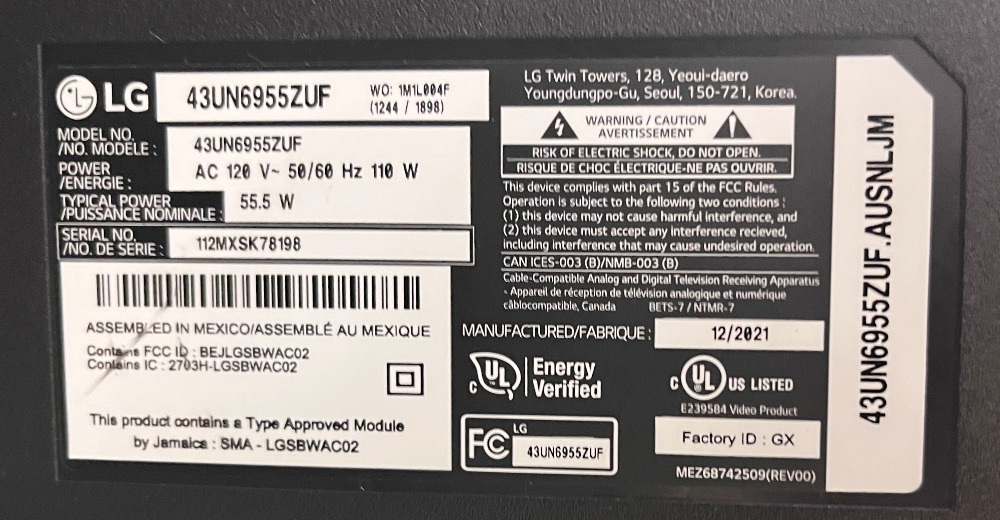 LG
43UN6955ZUF
WO: 1M1L004F
(1244 / 1898)
MODEL NO.
/NO. MODÈLE :
43UN6955ZUF
POWER
/ÉNERGIE :
AC 120 V~ 50/60 Hz 110 W
TYPICAL POWER
/PUISSANCE NOMINALE :
55.5 W
SERIAL NO.
/NO. DE SÉRIE :
112MXSK78198
ASSEMBLED IN MEXICO/ASSEMBLÉ AU MEXIQUE
Contains FCC ID : BEJLGSBWAC02
Contains IC : 2703H-LGSBWAC02
This product contains a Type Approved Module
by Jamaica : SMA - LGSBWAC02
LG Twin Towers, 128, Yeoui-daero
Youngdungpo-Gu, Seoul, 150-721, Korea.
WARNING / CAUTION
AVERTISSEMENT
RISK OF ELECTRIC SHOCK, DO NOT OPEN.
RISQUE DE CHOC ÉLECTRIQUE-NE PAS OUVRIR.
This device complies with part 15 of the FCC Rules.
Operation is subject to the following two conditions :
(1) this device may not cause harmful interference, and
(2) this device must accept any interference recieved,
including interference that may cause undesired operation.
CAN ICES-003 (B)/NMB-003 (B)
Cable-Compatible Analog and Digital Television Receiving Apparatus
- Appareil de réception de télévision analogique et numérique
câblocompatible, Canada BETS-7 / NTMR-7
MANUFACTURED/FABRIQUÉ : 12/2021
c UL Energy
Verified
c UL US LISTED
E239584 Video Product
FC LG
43UN6955ZUF
Factory ID : GX
MEZ68742509(REV00)
43UN6955ZUF.AUSNLJM